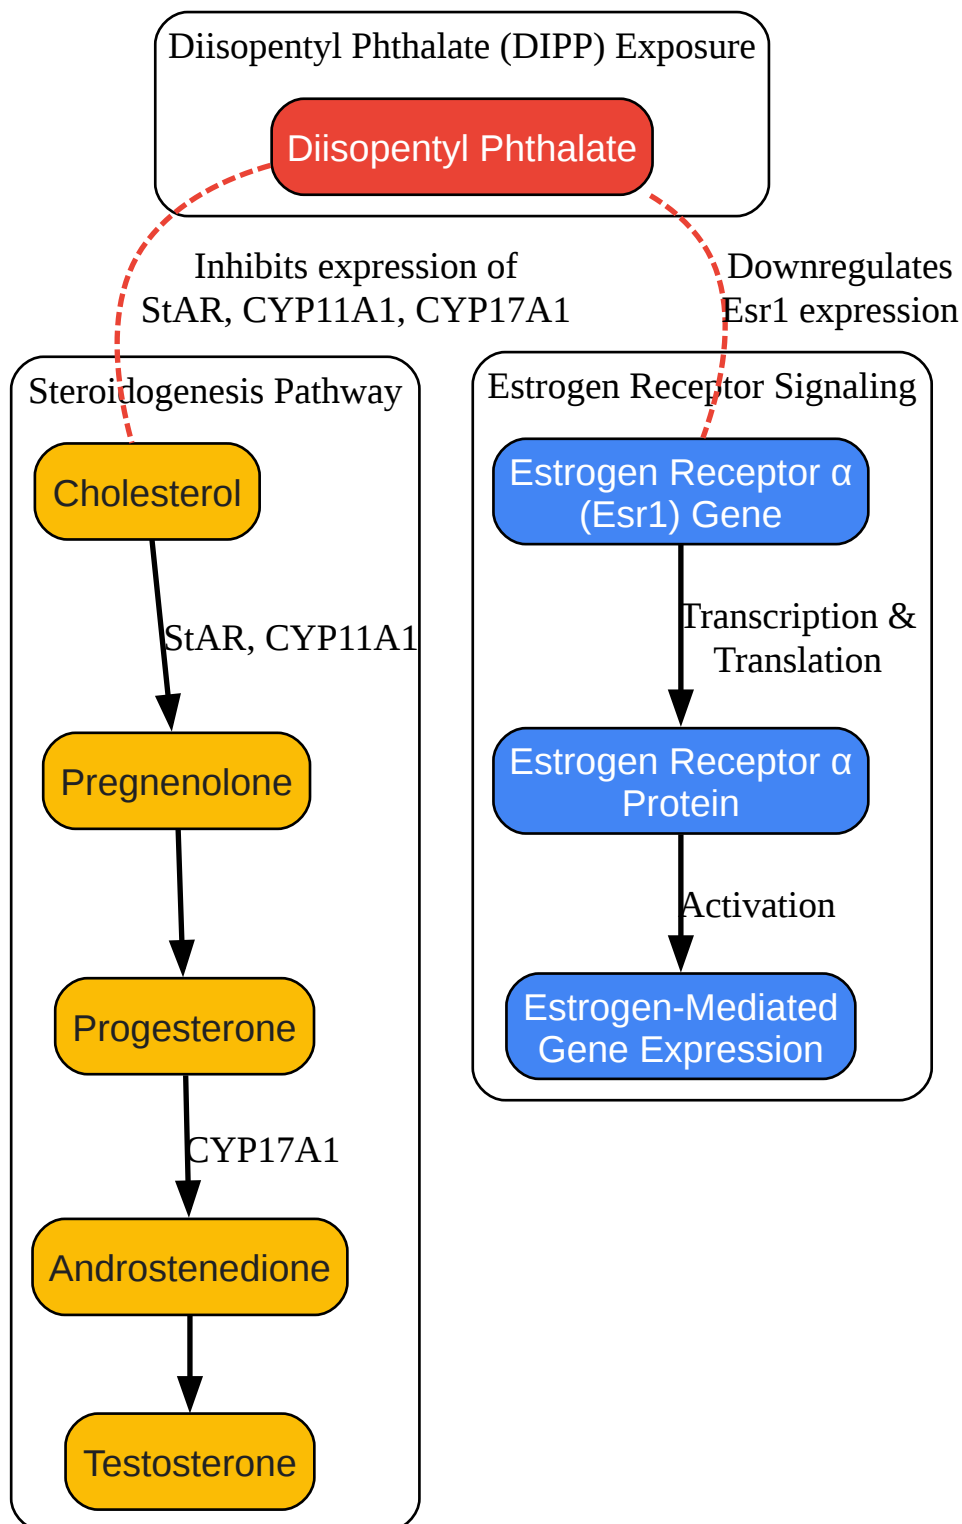 Diisopentyl Phthalate (DIPP) Exposure
Diisopentyl Phthalate
Inhibits expression of
StAR, CYP11A1, CYP17A1
Downregulates
Esr1 expression
Steroidogenesis Pathway
Cholesterol
StAR, CYP11A1
Pregnenolone
Progesterone
CYP17A1
Androstenedione
Testosterone
Estrogen Receptor Signaling
Estrogen Receptor α
(Esr1) Gene
Transcription &
Translation
Estrogen Receptor α
Protein
Activation
Estrogen-Mediated
Gene Expression